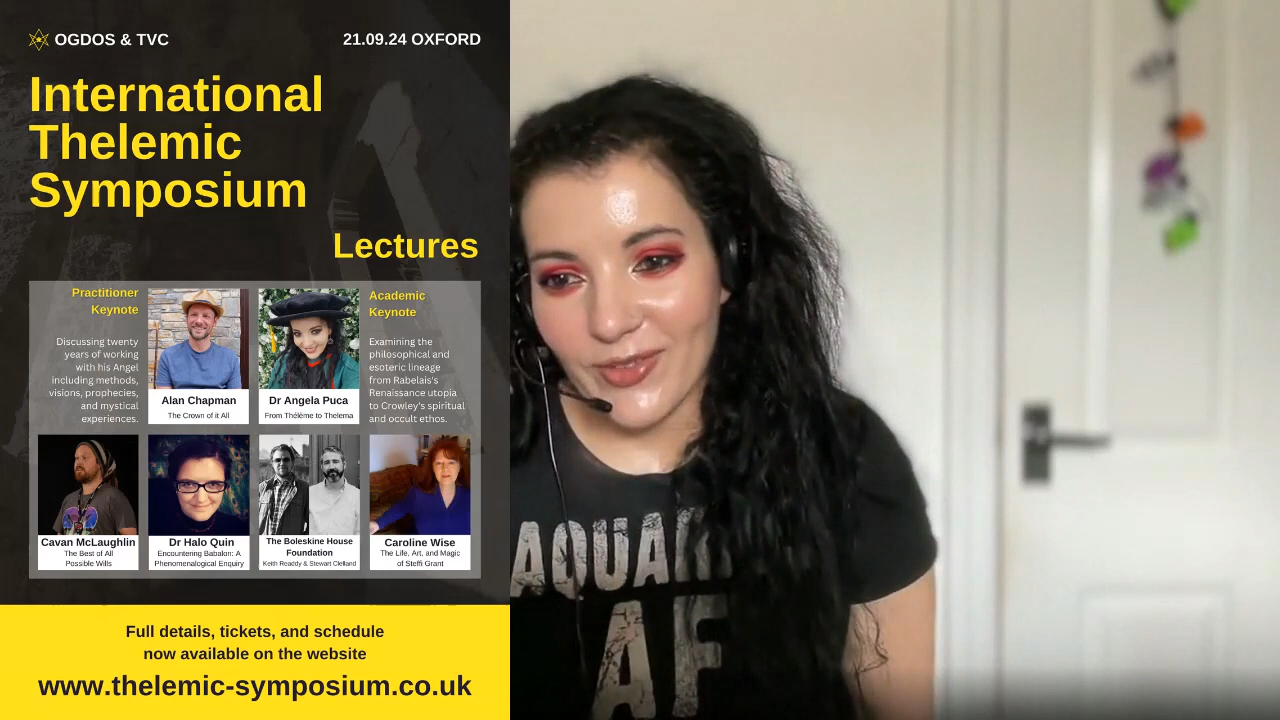 OGDOS & TVC
21.09.24 OXFORD
International
Thelemic
Symposium
Lectures
Practitioner
Keynote
Discussing twenty
years of working
with his Angel
including methods,
visions, prophecies,
and mystical
experiences.
Alan Chapman
The Crown of it All
Dr Angela Puca
From Thélème to Thelema
Academic
Keynote
Examining the
philosophical and
esoteric lineage
from Rabelais's
Renaissance utopia
to Crowley's spiritual
and occult ethos.
Cavan McLaughlin
The Best of All
Possible Wills
Dr Halo Quin
Encountering Babalon: A
Phenomenalogical Enquiry
The Boleskine House
Foundation
Keith Readdy & Stewart Clelland
Caroline Wise
The Life, Art, and Magic
of Steffi Grant
Full details, tickets, and schedule
now available on the website
www.thelemic-symposium.co.uk
AQUAR
AF